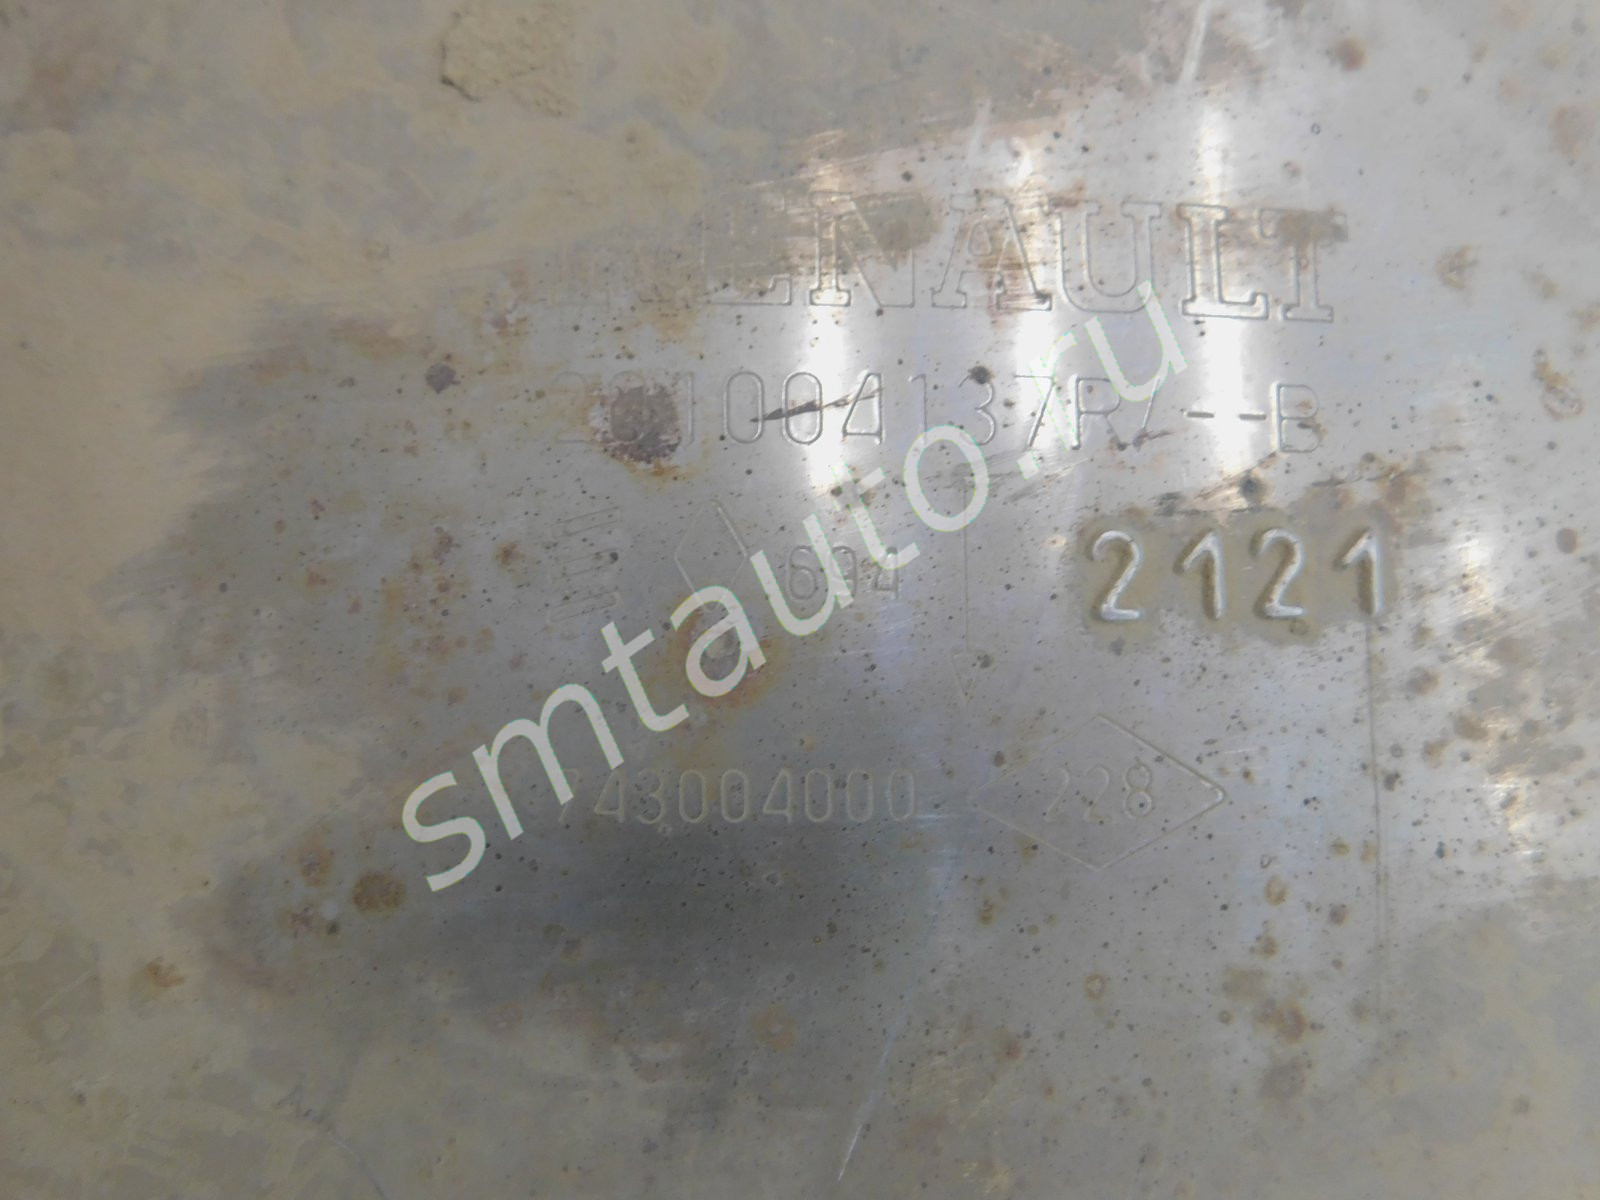 RENAULT
201004137R/--B
694
2121
743004000
228
smtauto.ru